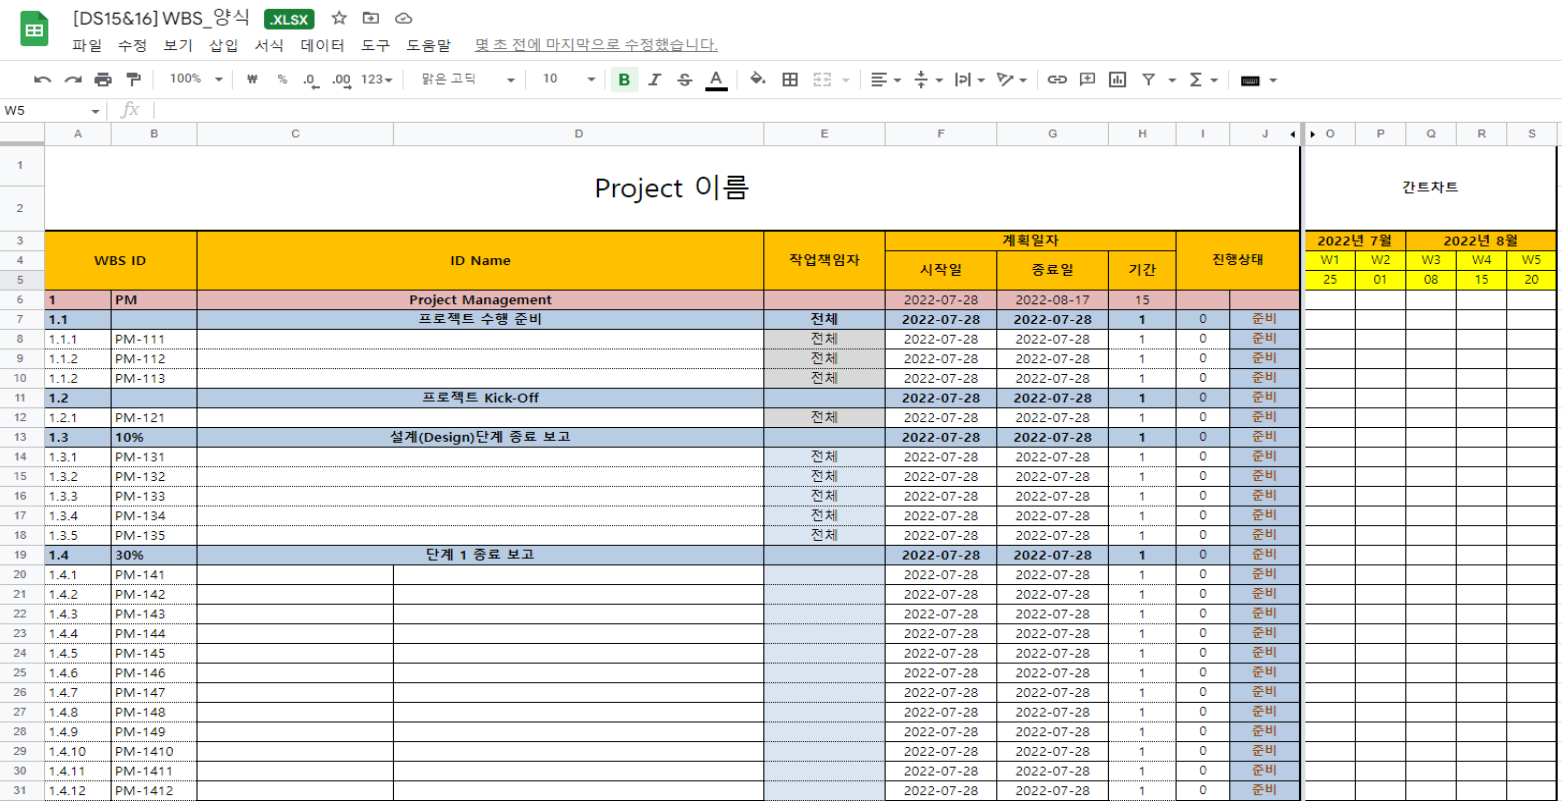 [DS15&16] WBS_양식 .XLSX
파일 수정 보기 삽입 서식 데이터 도구 도움말 몇 초 전에 마지막으로 수정했습니다.
100% ₩ % .0 .00 123 맑은 고딕 10 B I S A
W5 fx
A B C D E F G H I J O P Q R S
1 Project 이름 간트차트
2
3 WBS ID ID Name 작업책임자 계획일자 진행상태 2022년 7월 2022년 8월
4 시작일 종료일 기간 W1 W2 W3 W4 W5
5 25 01 08 15 20
6 1 PM Project Management 2022-07-28 2022-08-17 15
7 1.1 프로젝트 수행 준비 전체 2022-07-28 2022-07-28 1 0 준비
8 1.1.1 PM-111 전체 2022-07-28 2022-07-28 1 0 준비
9 1.1.2 PM-112 전체 2022-07-28 2022-07-28 1 0 준비
10 1.1.2 PM-113 전체 2022-07-28 2022-07-28 1 0 준비
11 1.2 프로젝트 Kick-Off 2022-07-28 2022-07-28 1 0 준비
12 1.2.1 PM-121 전체 2022-07-28 2022-07-28 1 0 준비
13 1.3 10% 설계(Design)단계 종료 보고 2022-07-28 2022-07-28 1 0 준비
14 1.3.1 PM-131 전체 2022-07-28 2022-07-28 1 0 준비
15 1.3.2 PM-132 전체 2022-07-28 2022-07-28 1 0 준비
16 1.3.3 PM-133 전체 2022-07-28 2022-07-28 1 0 준비
17 1.3.4 PM-134 전체 2022-07-28 2022-07-28 1 0 준비
18 1.3.5 PM-135 전체 2022-07-28 2022-07-28 1 0 준비
19 1.4 30% 단계 1 종료 보고 2022-07-28 2022-07-28 1 0 준비
20 1.4.1 PM-141 2022-07-28 2022-07-28 1 0 준비
21 1.4.2 PM-142 2022-07-28 2022-07-28 1 0 준비
22 1.4.3 PM-143 2022-07-28 2022-07-28 1 0 준비
23 1.4.4 PM-144 2022-07-28 2022-07-28 1 0 준비
24 1.4.5 PM-145 2022-07-28 2022-07-28 1 0 준비
25 1.4.6 PM-146 2022-07-28 2022-07-28 1 0 준비
26 1.4.7 PM-147 2022-07-28 2022-07-28 1 0 준비
27 1.4.8 PM-148 2022-07-28 2022-07-28 1 0 준비
28 1.4.9 PM-149 2022-07-28 2022-07-28 1 0 준비
29 1.4.10 PM-1410 2022-07-28 2022-07-28 1 0 준비
30 1.4.11 PM-1411 2022-07-28 2022-07-28 1 0 준비
31 1.4.12 PM-1412 2022-07-28 2022-07-28 1 0 준비